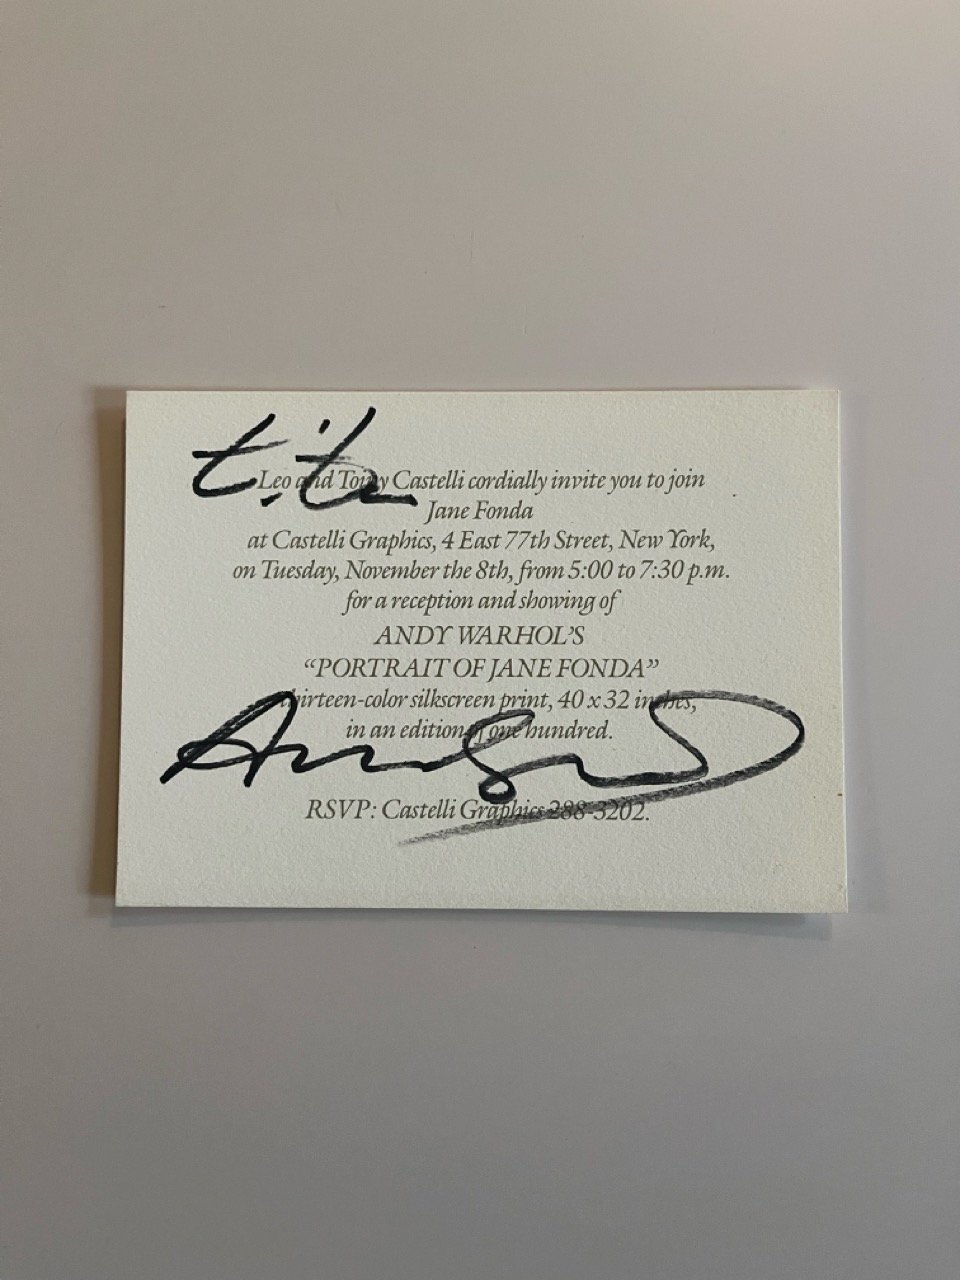 Leo and Toiny Castelli cordially invite you to join
Jane Fonda
at Castelli Graphics, 4 East 77th Street, New York,
on Tuesday, November the 8th, from 5:00 to 7:30 p.m.
for a reception and showing of
ANDY WARHOL'S
“PORTRAIT OF JANE FONDA”
thirteen-color silkscreen print, 40 x 32 inches,
in an edition of one hundred.
RSVP: Castelli Graphics 288-3202.